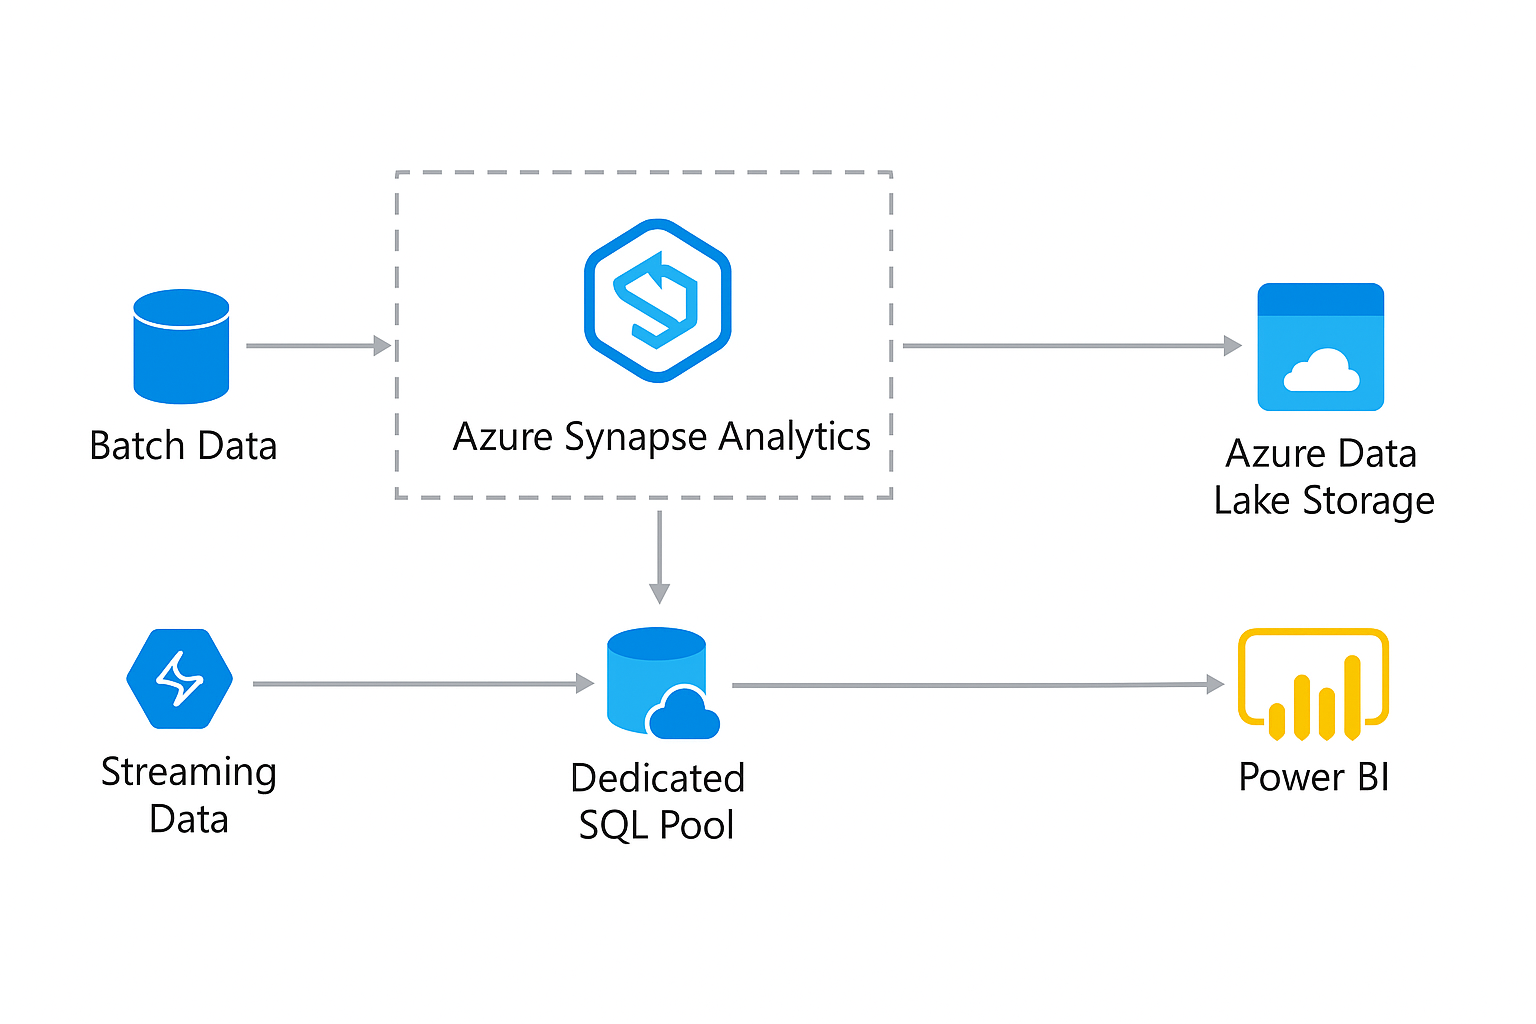 Batch Data
Azure Synapse Analytics
Azure Data
Lake Storage
Streaming
Data
Dedicated
SQL Pool
Power BI